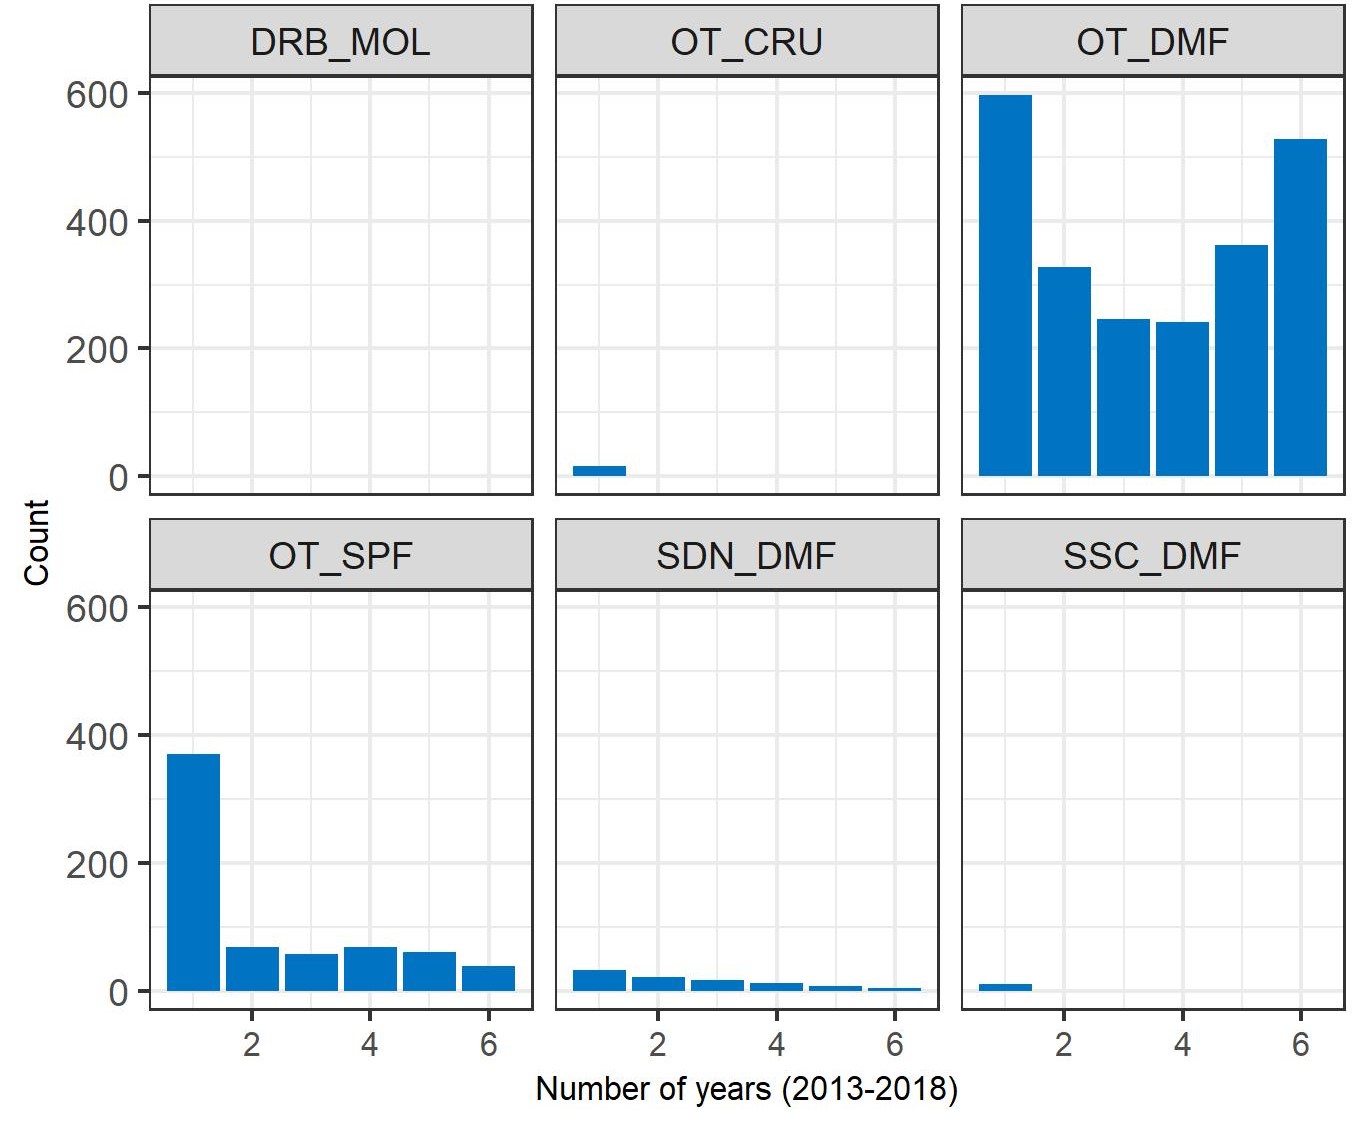 DRB_MOL OT_CRU OT_DMF
600
400
200
0
Count
OT_SPF SDN_DMF SSC_DMF
600
400
200
0
2 4 6 2 4 6 2 4 6
Number of years (2013-2018)